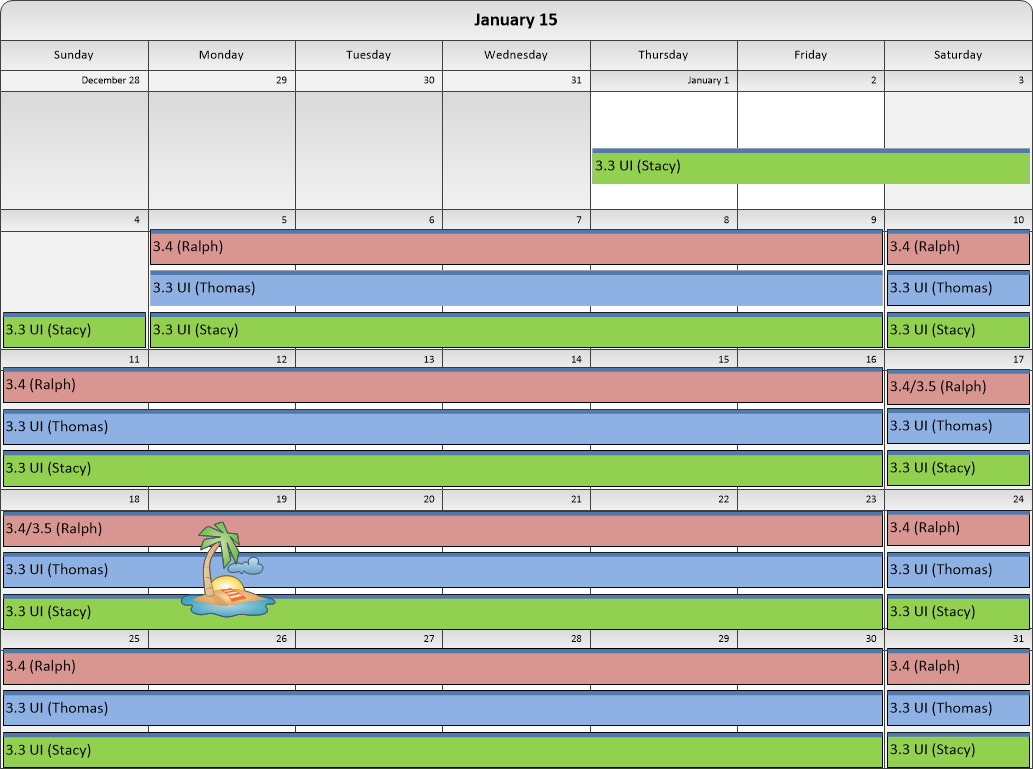 January 15
Sunday Monday Tuesday Wednesday Thursday Friday Saturday
December 28 29 30 31 January 1 2 3
3.3 UI (Stacy)
4 5 6 7 8 9 10
3.4 (Ralph) 3.4 (Ralph)
3.3 UI (Thomas) 3.3 UI (Thomas)
3.3 UI (Stacy) 3.3 UI (Stacy) 3.3 UI (Stacy)
11 12 13 14 15 16 17
3.4 (Ralph) 3.4/3.5 (Ralph)
3.3 UI (Thomas) 3.3 UI (Thomas)
3.3 UI (Stacy) 3.3 UI (Stacy)
18 19 20 21 22 23 24
3.4/3.5 (Ralph) 3.4 (Ralph)
3.3 UI (Thomas) 3.3 UI (Thomas)
3.3 UI (Stacy) 3.3 UI (Stacy)
25 26 27 28 29 30 31
3.4 (Ralph) 3.4 (Ralph)
3.3 UI (Thomas) 3.3 UI (Thomas)
3.3 UI (Stacy) 3.3 UI (Stacy)